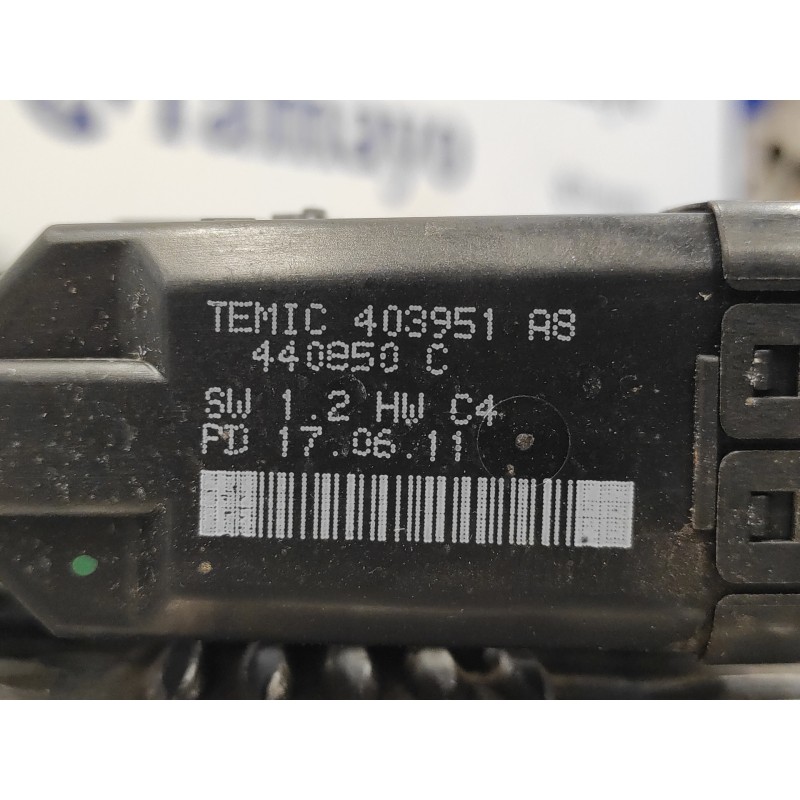 TEMIC 403951 A8
440850 C
SW 1.2 HW C4
PD 17.06.11